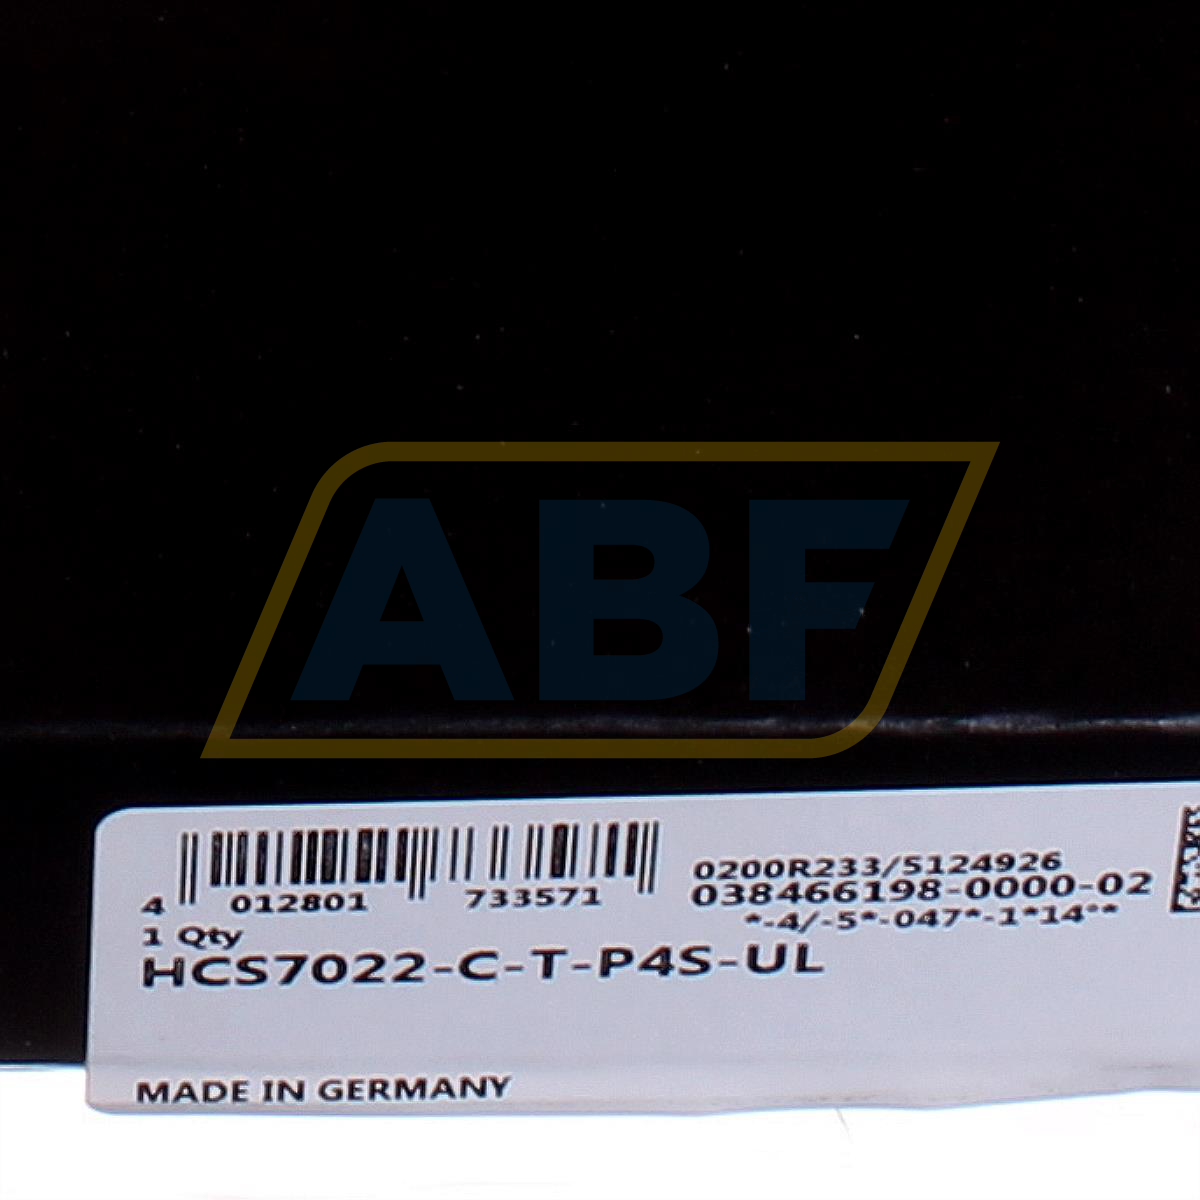 ABF
4 012801 733571
0200R233/5124926
038466198-0000-02
*-4/-5*-047*-1*14**
1 Qty
HCS7022-C-T-P4S-UL
MADE IN GERMANY